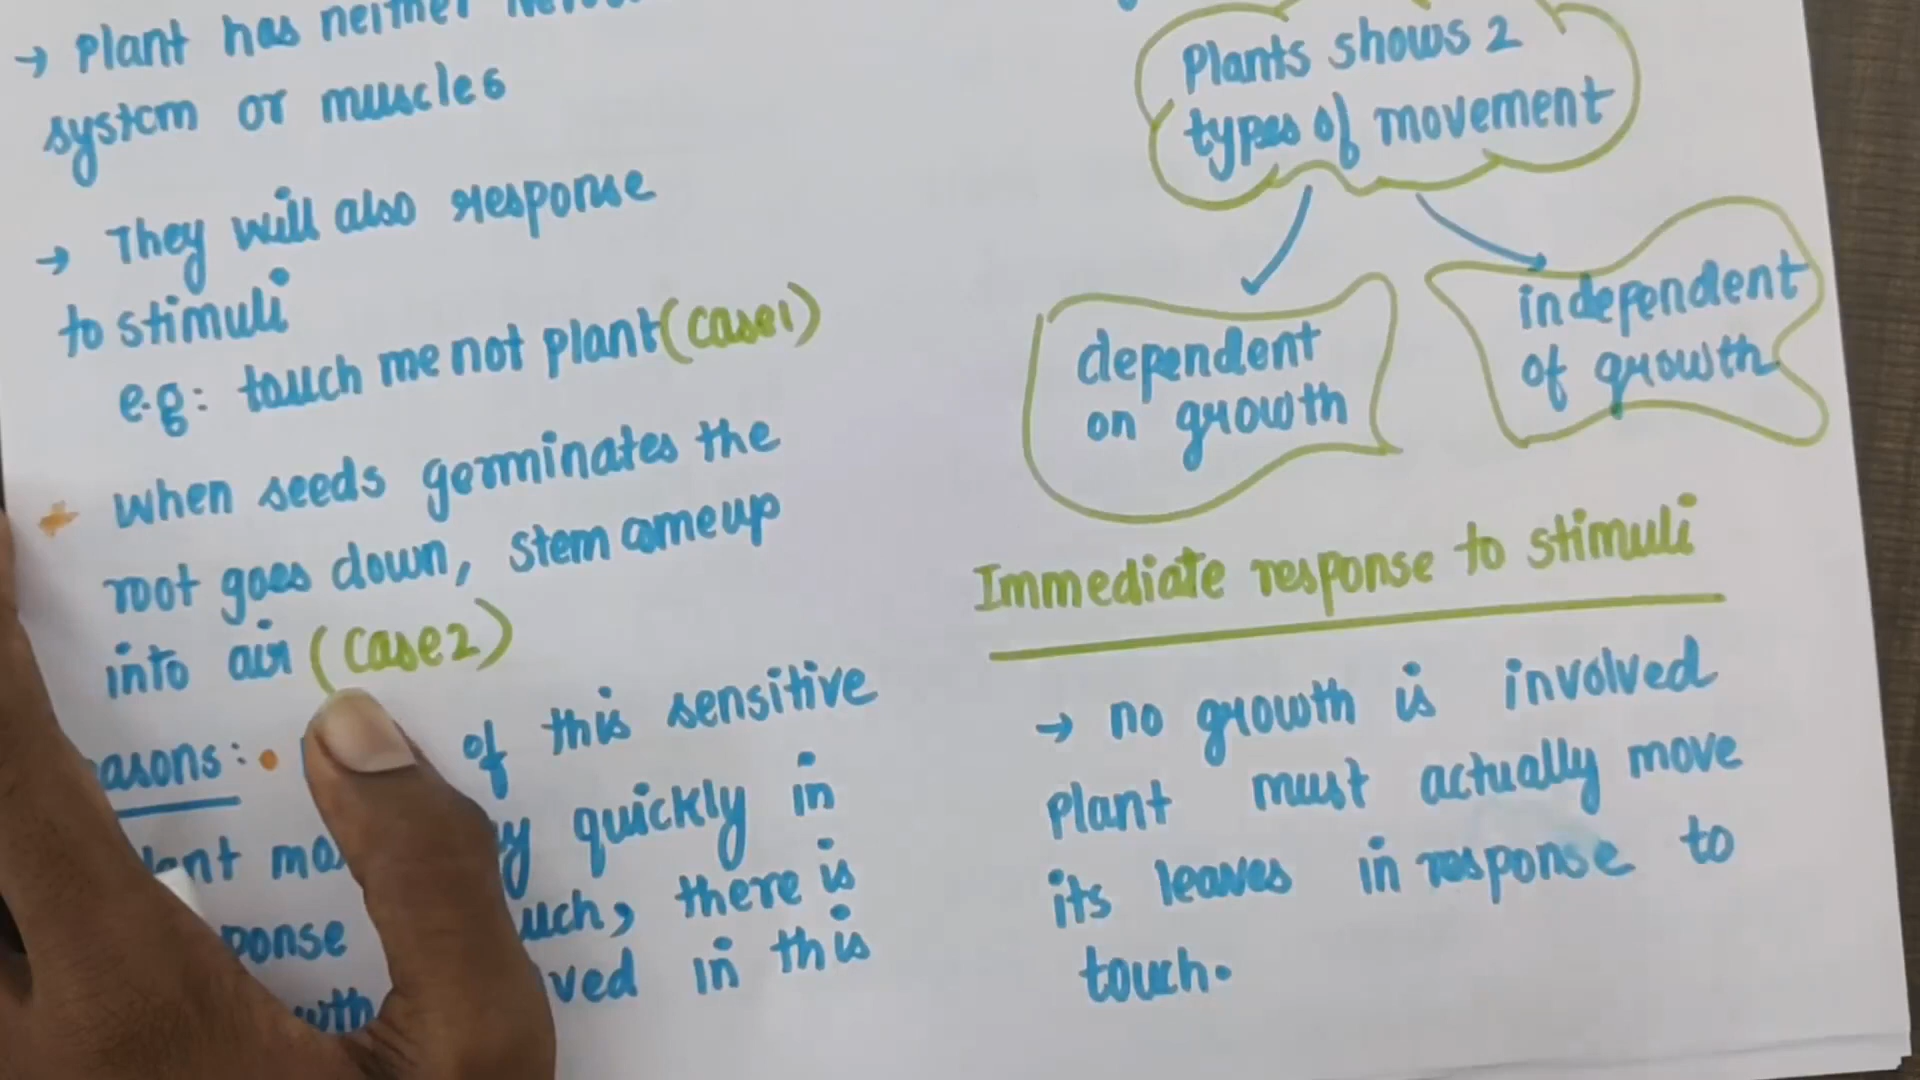 → Plant has neither
system or muscles
→ They will also response
to stimuli
e.g: touch me not plant (case1)
when seeds germinates the
root goes down, stem come up
into air (case2)
of this sensitive
quickly in
there is
in this
Plants shows 2
types of movement
dependent
on growth
independent
of growth
Immediate response to stimuli
→ no growth is involved
Plant must actually move
its leaves in response to
touch.